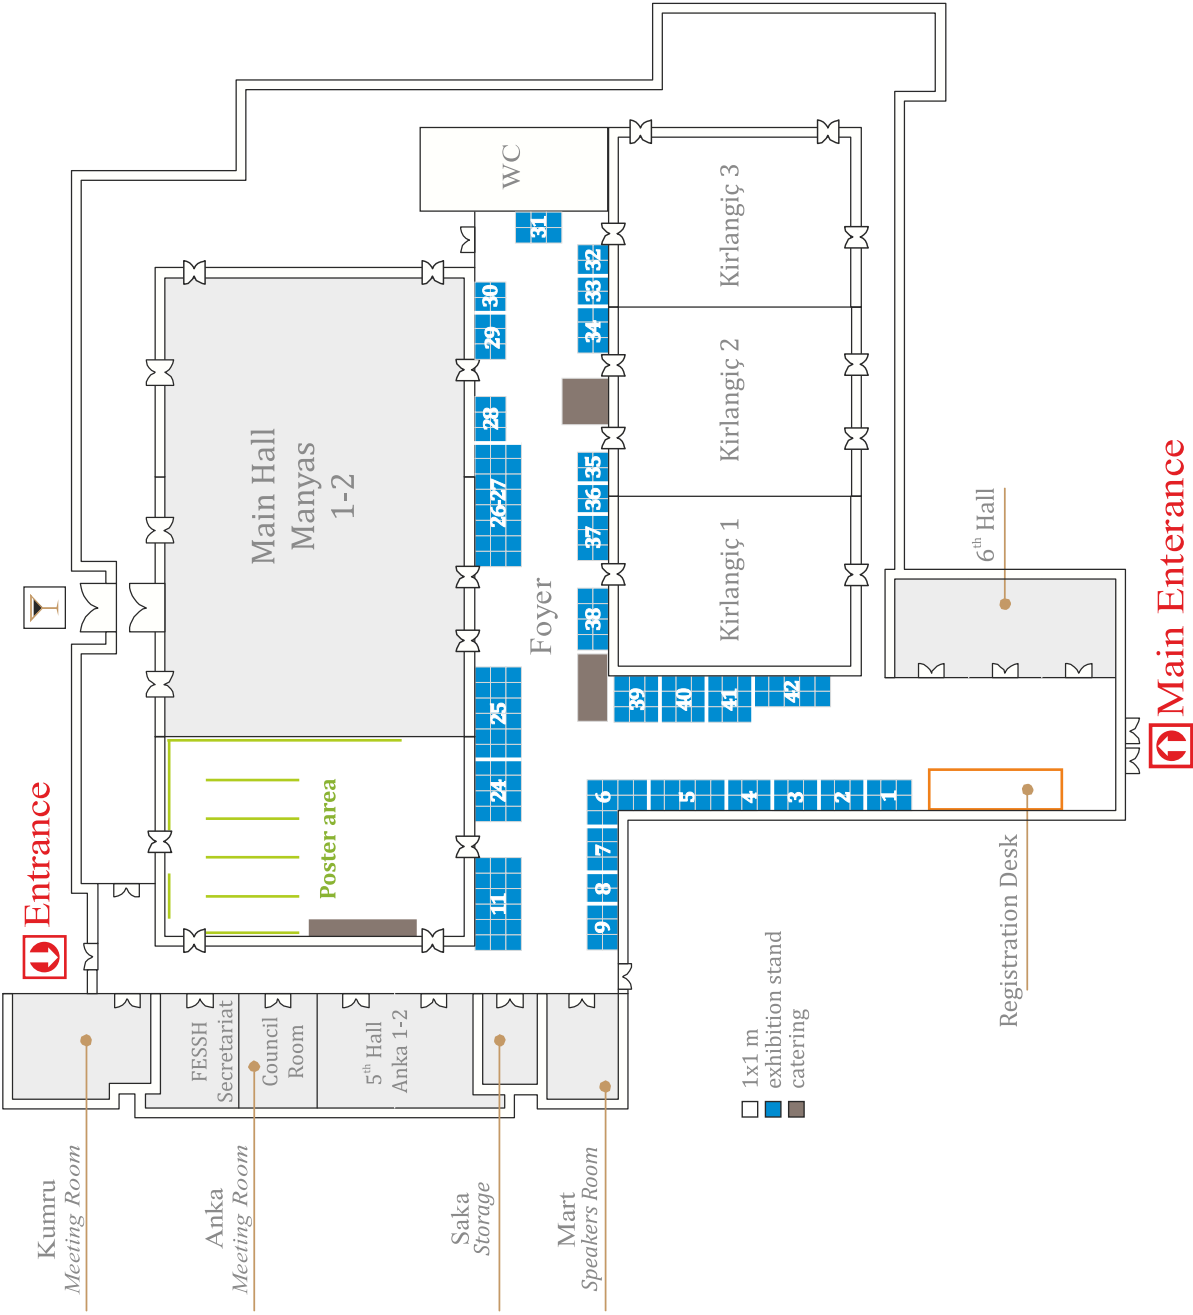 Entrance
Kumru
Meeting Room
FESSH
Secretariat
Anka
Meeting Room
Council
Room
Main Hall
Manyas
1-2
Poster area
5th Hall
Anka 1-2
Saka
Storage
11
24
25
26-27
28
29
30
WC
Foyer
31
Mart
Speakers Room
9
8
7
6
38
37
36
35
34
33
32
39
40
41
42
5
4
3
2
1
Kirlangiç 1
Kirlangiç 2
Kirlangiç 3
1x1 m
exhibition stand
catering
6th Hall
Registration Desk
Main Enterance